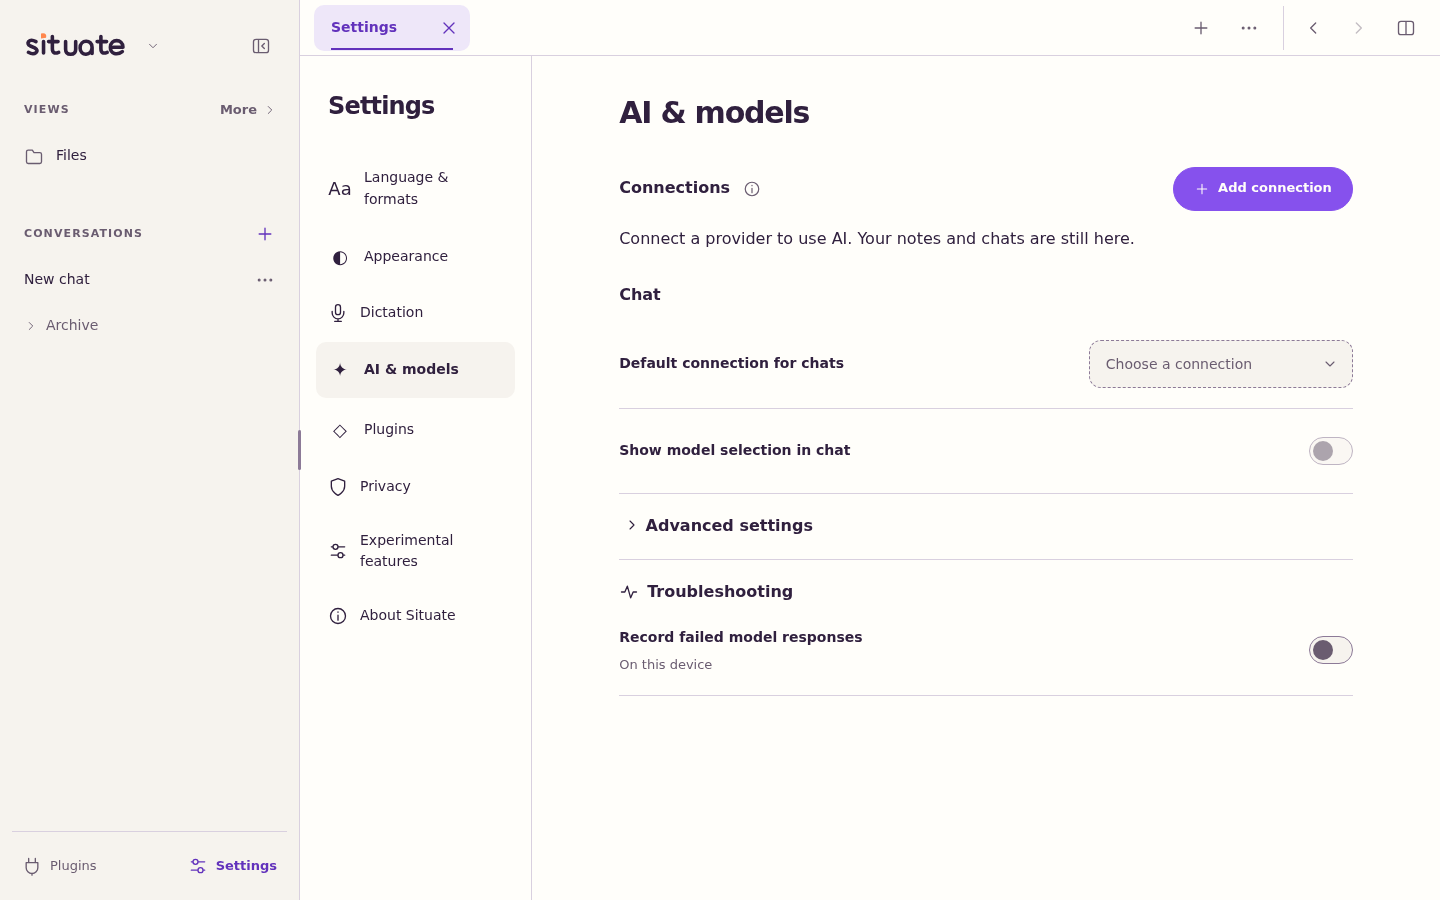 situate
VIEWS
More
Files
CONVERSATIONS
New chat
Archive
Plugins
Settings
Settings
Settings
Aa
Language &
formats
Appearance
Dictation
AI & models
Plugins
Privacy
Experimental
features
About Situate
AI & models
Connections
Add connection
Connect a provider to use AI. Your notes and chats are still here.
Chat
Default connection for chats
Choose a connection
Show model selection in chat
Advanced settings
Troubleshooting
Record failed model responses
On this device